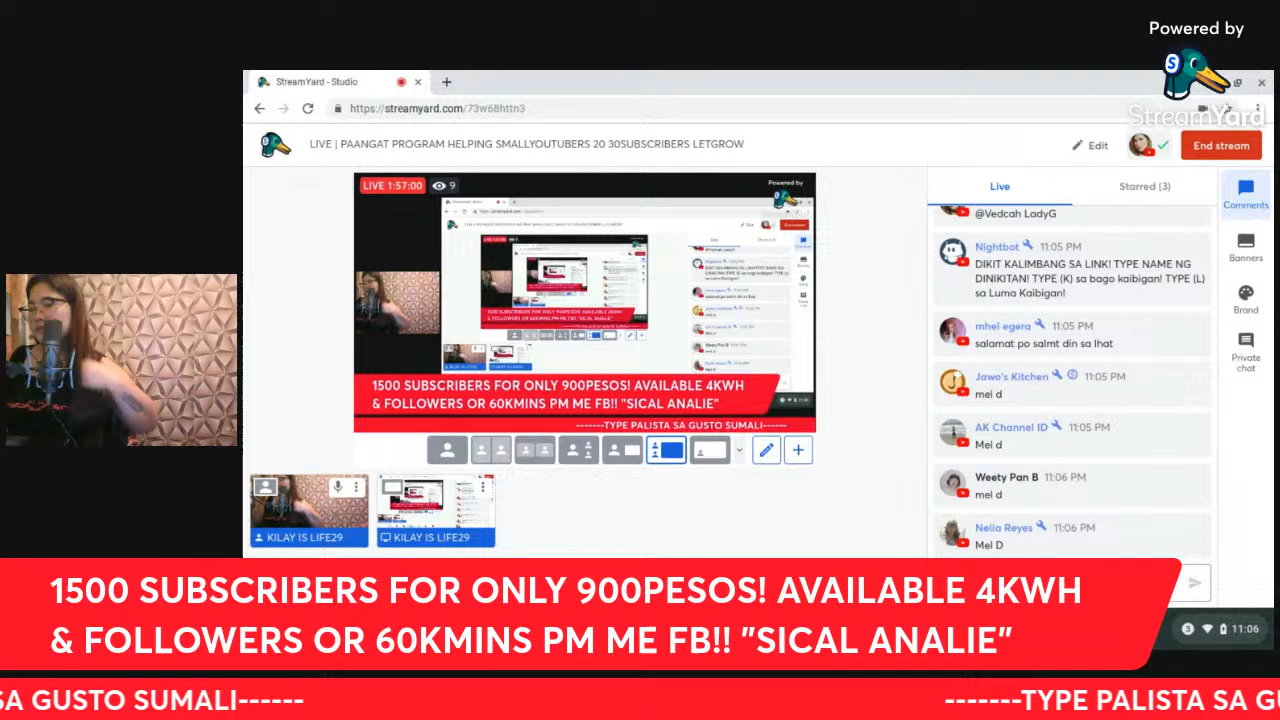 Powered by
StreamYard
StreamYard - Studio
https://streamyard.com/73w68httn3
LIVE | PAANGAT PROGRAM HELPING SMALLYOUTUBERS 20 30SUBSCRIBERS LETGROW
Edit
End stream
LIVE 1:57:00
9
Powered by
1500 SUBSCRIBERS FOR ONLY 900PESOS! AVAILABLE 4KWH
& FOLLOWERS OR 60KMINS PM ME FB!! "SICAL ANALIE"
-------TYPE PALISTA SA GUSTO SUMALI------
KILAY IS LIFE29
KILAY IS LIFE29
Live
Starred (3)
@Vedcah LadyG
Nightbot 11:05 PM
DIKIT KALIMBANG SA LINK! TYPE NAME NG
DINIKITAN! TYPE (K) sa bago kaibigan! TYPE (L)
sa Luma Kaibigan!
mhel egera 11:05 PM
salamat po salmt din sa lhat
Jawo's Kitchen 11:05 PM
mel d
AK Channel ID 11:05 PM
Mel d
Weety Pan B 11:06 PM
mel d
Nelia Reyes 11:06 PM
Mel D
Comments
Banners
Brand
Private
chat
3
11:06
1500 SUBSCRIBERS FOR ONLY 900PESOS! AVAILABLE 4KWH
& FOLLOWERS OR 60KMINS PM ME FB!! "SICAL ANALIE"
SA GUSTO SUMALI------
-------TYPE PALISTA SA GU